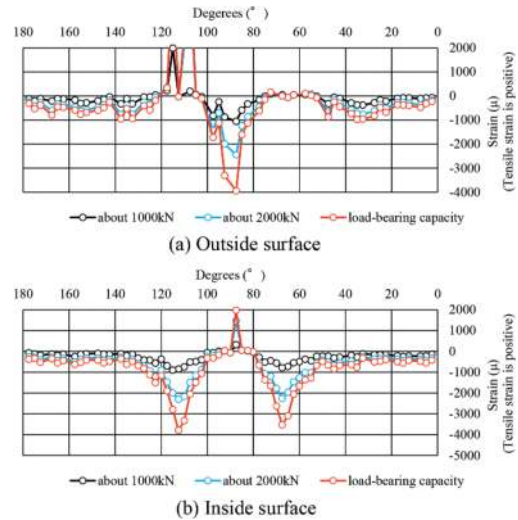 Degerees (°)
180 160 140 120 100 80 60 40 20 0
2000
1000
0
-1000
-2000
-3000
-4000
Strain (μ)
(Tensile strain is positive)
about 1000kN about 2000kN load-bearing capacity
(a) Outside surface
Degrees (°)
180 160 140 120 100 80 60 40 20 0
2000
1000
0
-1000
-2000
-3000
-4000
-5000
Strain (μ)
(Tensile strain is positive)
about 1000kN about 2000kN load-bearing capacity
(b) Inside surface